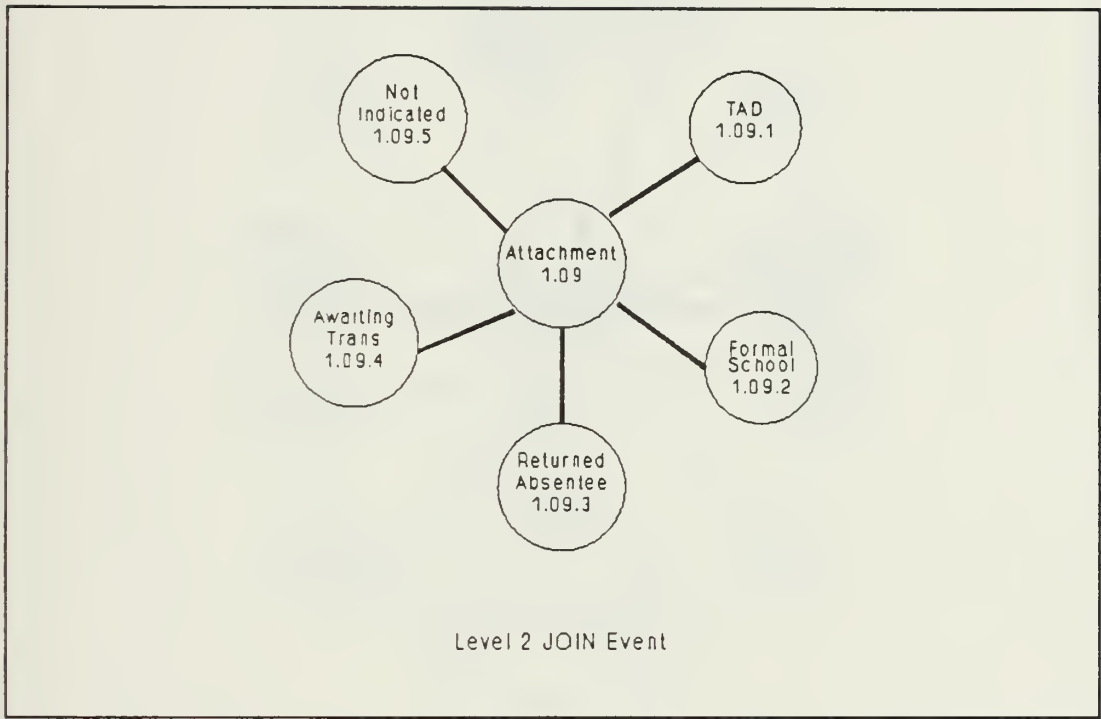 Not
Indicated
1.09.5
TAD
1.09.1
Attachment
1.09
Awaiting
Trans
1.09.4
Formal
School
1.09.2
Returned
Absentee
1.09.3
Level 2 JOIN Event